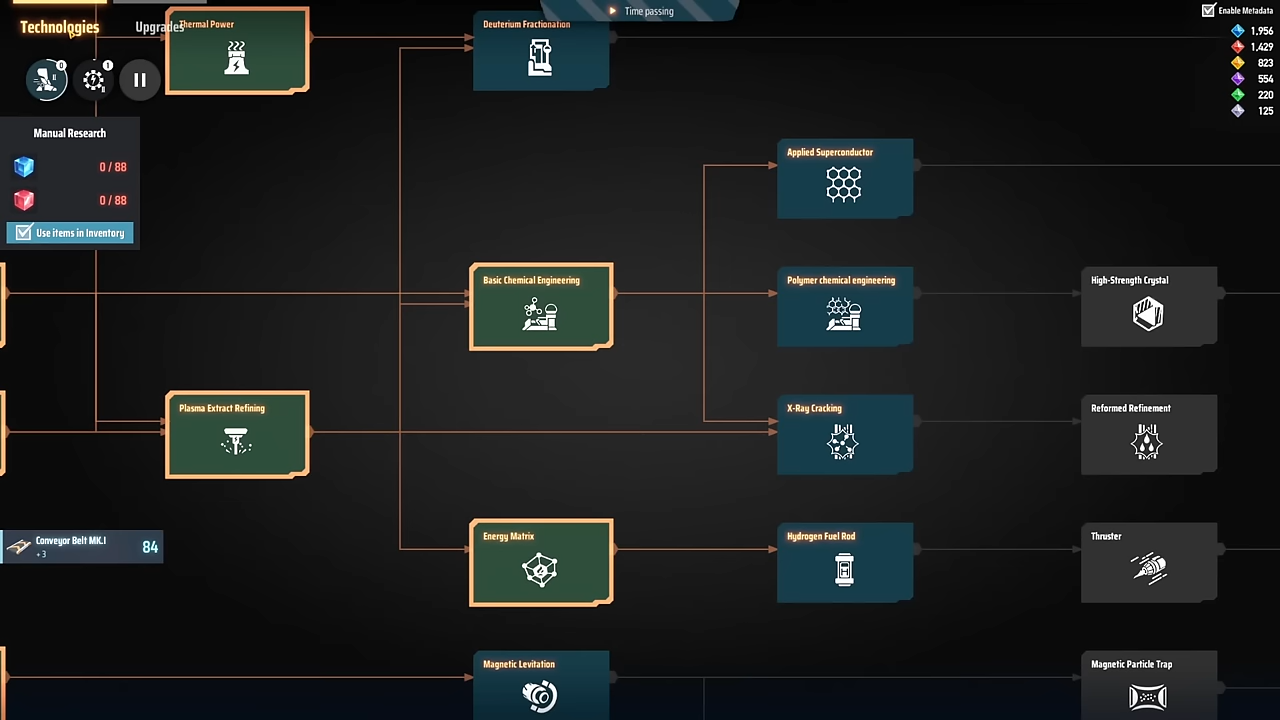 Time passing
Enable Metadata
Technologies
Upgrades
Thermal Power
Deuterium Fractionation
1,956
1,429
823
554
220
125
0
1
Manual Research
0 / 88
0 / 88
Use items in Inventory
Applied Superconductor
Basic Chemical Engineering
Polymer chemical engineering
High-Strength Crystal
Plasma Extract Refining
X-Ray Cracking
Reformed Refinement
Conveyor Belt MK.I
+ 3
84
Energy Matrix
Hydrogen Fuel Rod
Thruster
Magnetic Levitation
Magnetic Particle Trap